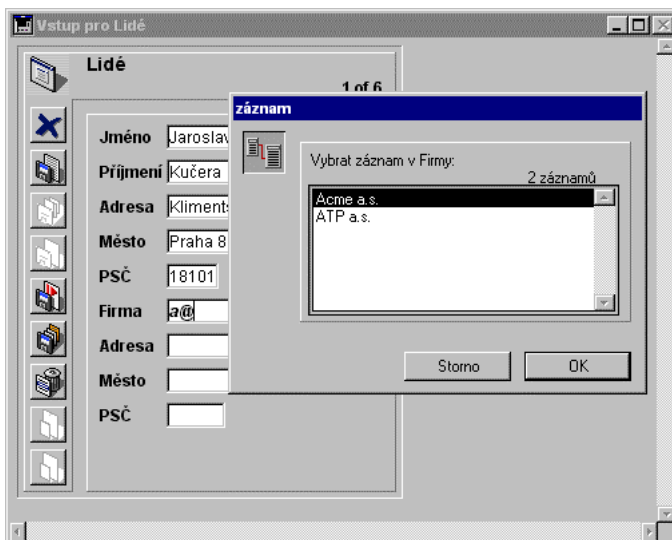 Vstup pro Lidé
Lidé
1 of 6
Jméno Jaroslav
Příjmení Kučera
Adresa Kliments
Město Praha 8
PSČ 18101
Firma a@
Adresa
Město
PSČ
záznam
Vybrat záznam v Firmy:
2 záznamů
Acme a.s.
ATP a.s.
Storno OK